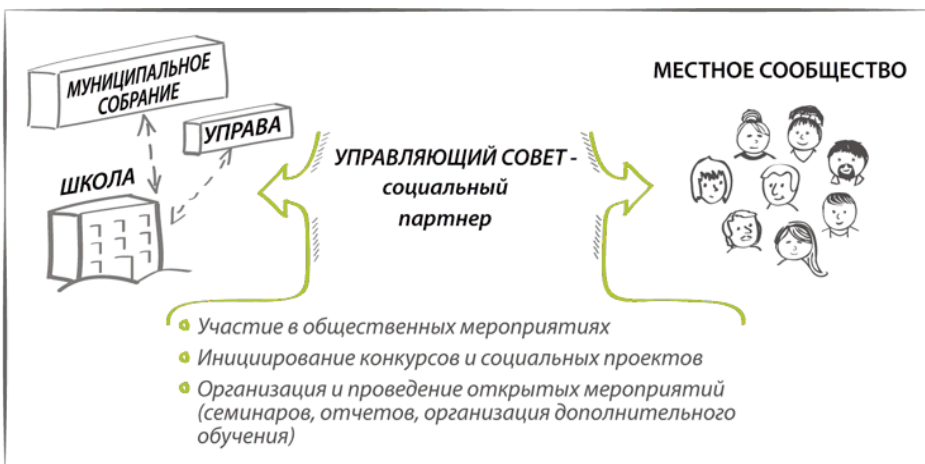 МУНИЦИПАЛЬНОЕ
СОБРАНИЕ
УПРАВА
ШКОЛА
УПРАВЛЯЮЩИЙ СОВЕТ -
социальный
партнер
МЕСТНОЕ СООБЩЕСТВО
Участие в общественных мероприятиях
Инициирование конкурсов и социальных проектов
Организация и проведение открытых мероприятий
(семинаров, отчетов, организация дополнительного
обучения)